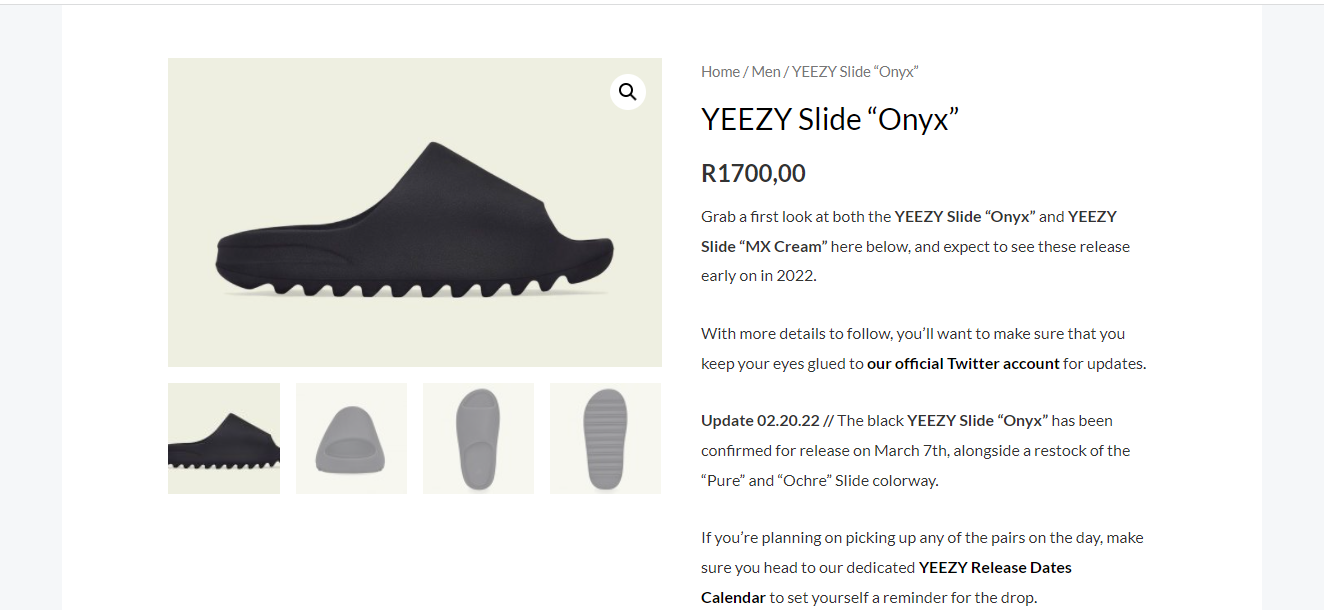 Home / Men / YEEZY Slide “Onyx”
YEEZY Slide “Onyx”
R1700,00
Grab a first look at both the YEEZY Slide “Onyx” and YEEZY
Slide “MX Cream” here below, and expect to see these release
early on in 2022.
With more details to follow, you’ll want to make sure that you
keep your eyes glued to our official Twitter account for updates.
Update 02.20.22 // The black YEEZY Slide “Onyx” has been
confirmed for release on March 7th, alongside a restock of the
“Pure” and “Ochre” Slide colorway.
If you’re planning on picking up any of the pairs on the day, make
sure you head to our dedicated YEEZY Release Dates
Calendar to set yourself a reminder for the drop.